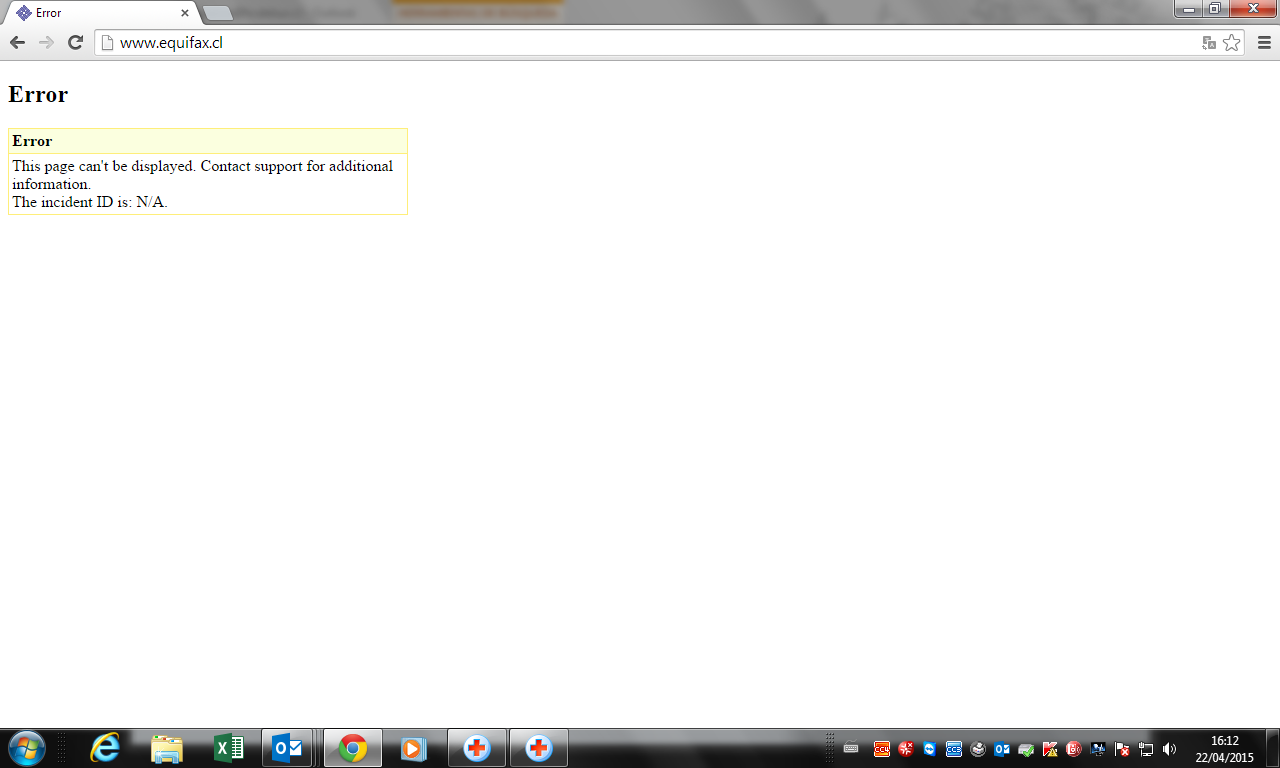 Error
www.equifax.cl
Error
Error
This page can't be displayed. Contact support for additional
information.
The incident ID is: N/A.
16:12
22/04/2015